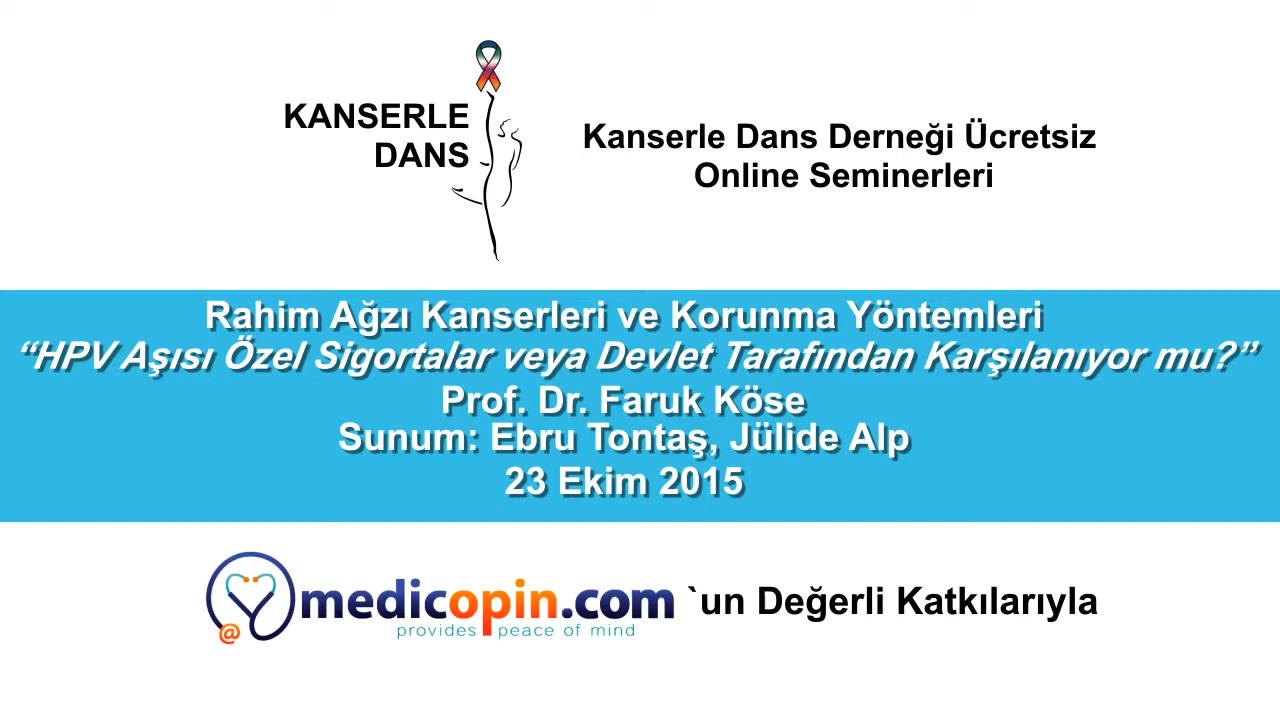 KANSERLE
DANS
Kanserle Dans Derneği Ücretsiz
Online Seminerleri
Rahim Ağzı Kanserleri ve Korunma Yöntemleri
“HPV Aşısı Özel Sigortalar veya Devlet Tarafından Karşılanıyor mu?”
Prof. Dr. Faruk Köse
Sunum: Ebru Tontaş, Jülide Alp
23 Ekim 2015
@
medicopin.com `un Değerli Katkılarıyla
provides peace of mind